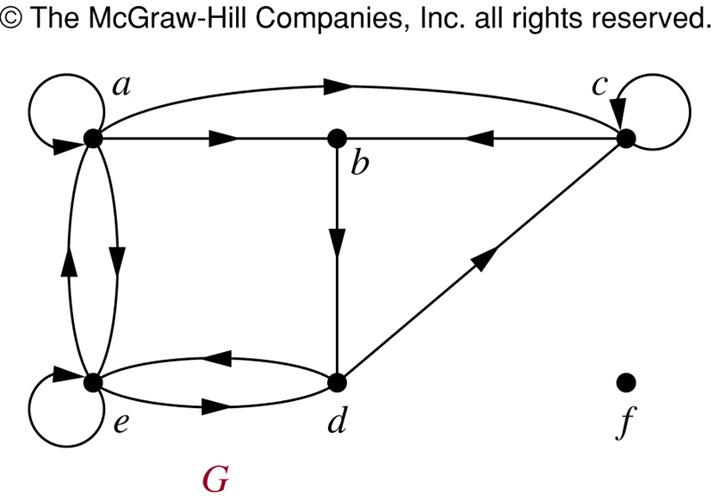 © The McGraw-Hill Companies, Inc. all rights reserved.
a
c
b
e
d
f
G